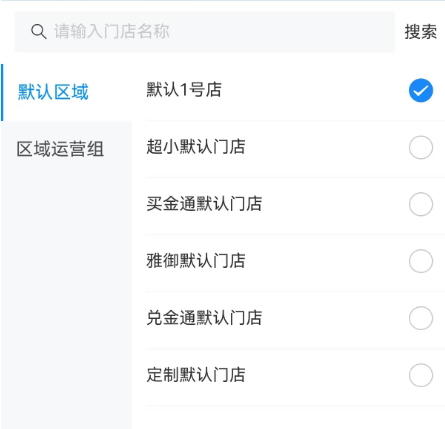 请输入门店名称
搜索
默认区域
区域运营组
默认1号店
超小默认门店
买金通默认门店
雅御默认门店
兑金通默认门店
定制默认门店